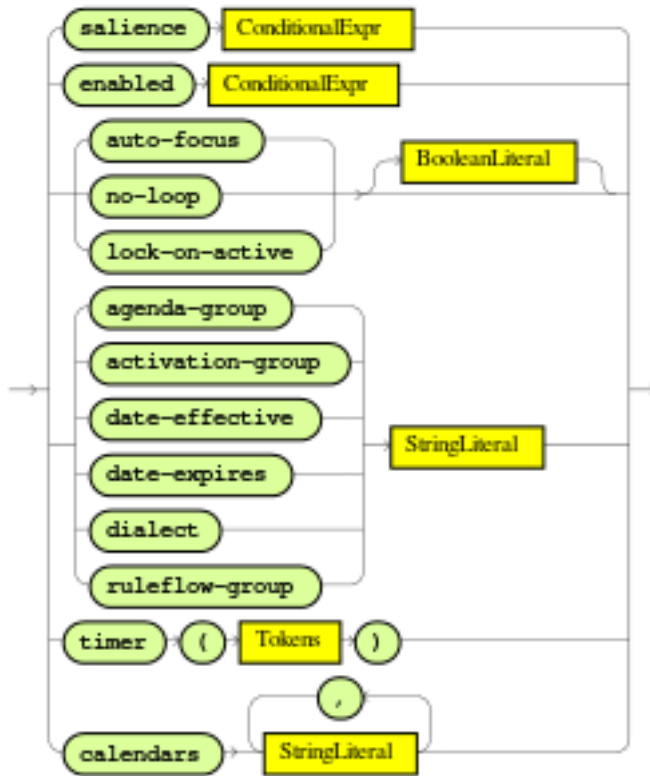 salience ConditionalExpr
enabled ConditionalExpr
auto-focus
BooleanLiteral
no-loop
lock-on-active
agenda-group
activation-group
date-effective
StringLiteral
date-expires
dialect
ruleflow-group
timer ( Tokens )
,
calendars StringLiteral